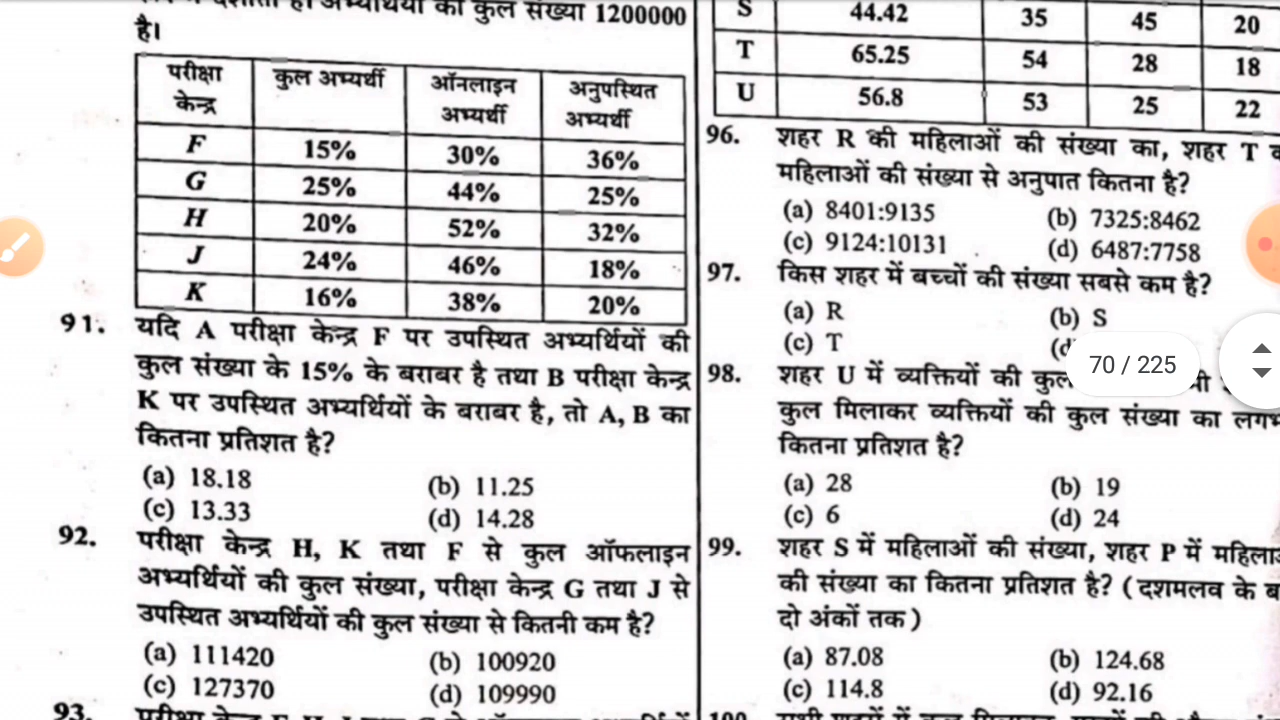 कुल संख्या 1200000
है।
परीक्षा केन्द्र | कुल अभ्यर्थी | ऑनलाइन अभ्यर्थी | अनुपस्थित अभ्यर्थी
F | 15% | 30% | 36%
G | 25% | 44% | 25%
H | 20% | 52% | 32%
J | 24% | 46% | 18%
K | 16% | 38% | 20%
91. यदि A परीक्षा केन्द्र F पर उपस्थित अभ्यर्थियों की
कुल संख्या के 15% के बराबर है तथा B परीक्षा केन्द्र
K पर उपस्थित अभ्यर्थियों के बराबर है, तो A, B का
कितना प्रतिशत है?
(a) 18.18 (b) 11.25
(c) 13.33 (d) 14.28
92. परीक्षा केन्द्र H, K तथा F से कुल ऑफलाइन
अभ्यर्थियों की कुल संख्या, परीक्षा केन्द्र G तथा J से
उपस्थित अभ्यर्थियों की कुल संख्या से कितनी कम है?
(a) 111420 (b) 100920
(c) 127370 (d) 109990
93.
S | 44.42 | 35 | 45 | 20
T | 65.25 | 54 | 28 | 18
U | 56.8 | 53 | 25 | 22
96. शहर R की महिलाओं की संख्या का, शहर T
महिलाओं की संख्या से अनुपात कितना है?
(a) 8401:9135 (b) 7325:8462
(c) 9124:10131 (d) 6487:7758
97. किस शहर में बच्चों की संख्या सबसे कम है?
(a) R (b) S
(c) T (d
70 / 225
98. शहर U में व्यक्तियों की कुल
कुल मिलाकर व्यक्तियों की कुल संख्या का
कितना प्रतिशत है?
(a) 28 (b) 19
(c) 6 (d) 24
99. शहर S में महिलाओं की संख्या, शहर P में
की संख्या का कितना प्रतिशत है? (दशमलव के
दो अंकों तक)
(a) 87.08 (b) 124.68
(c) 114.8 (d) 92.16
100.